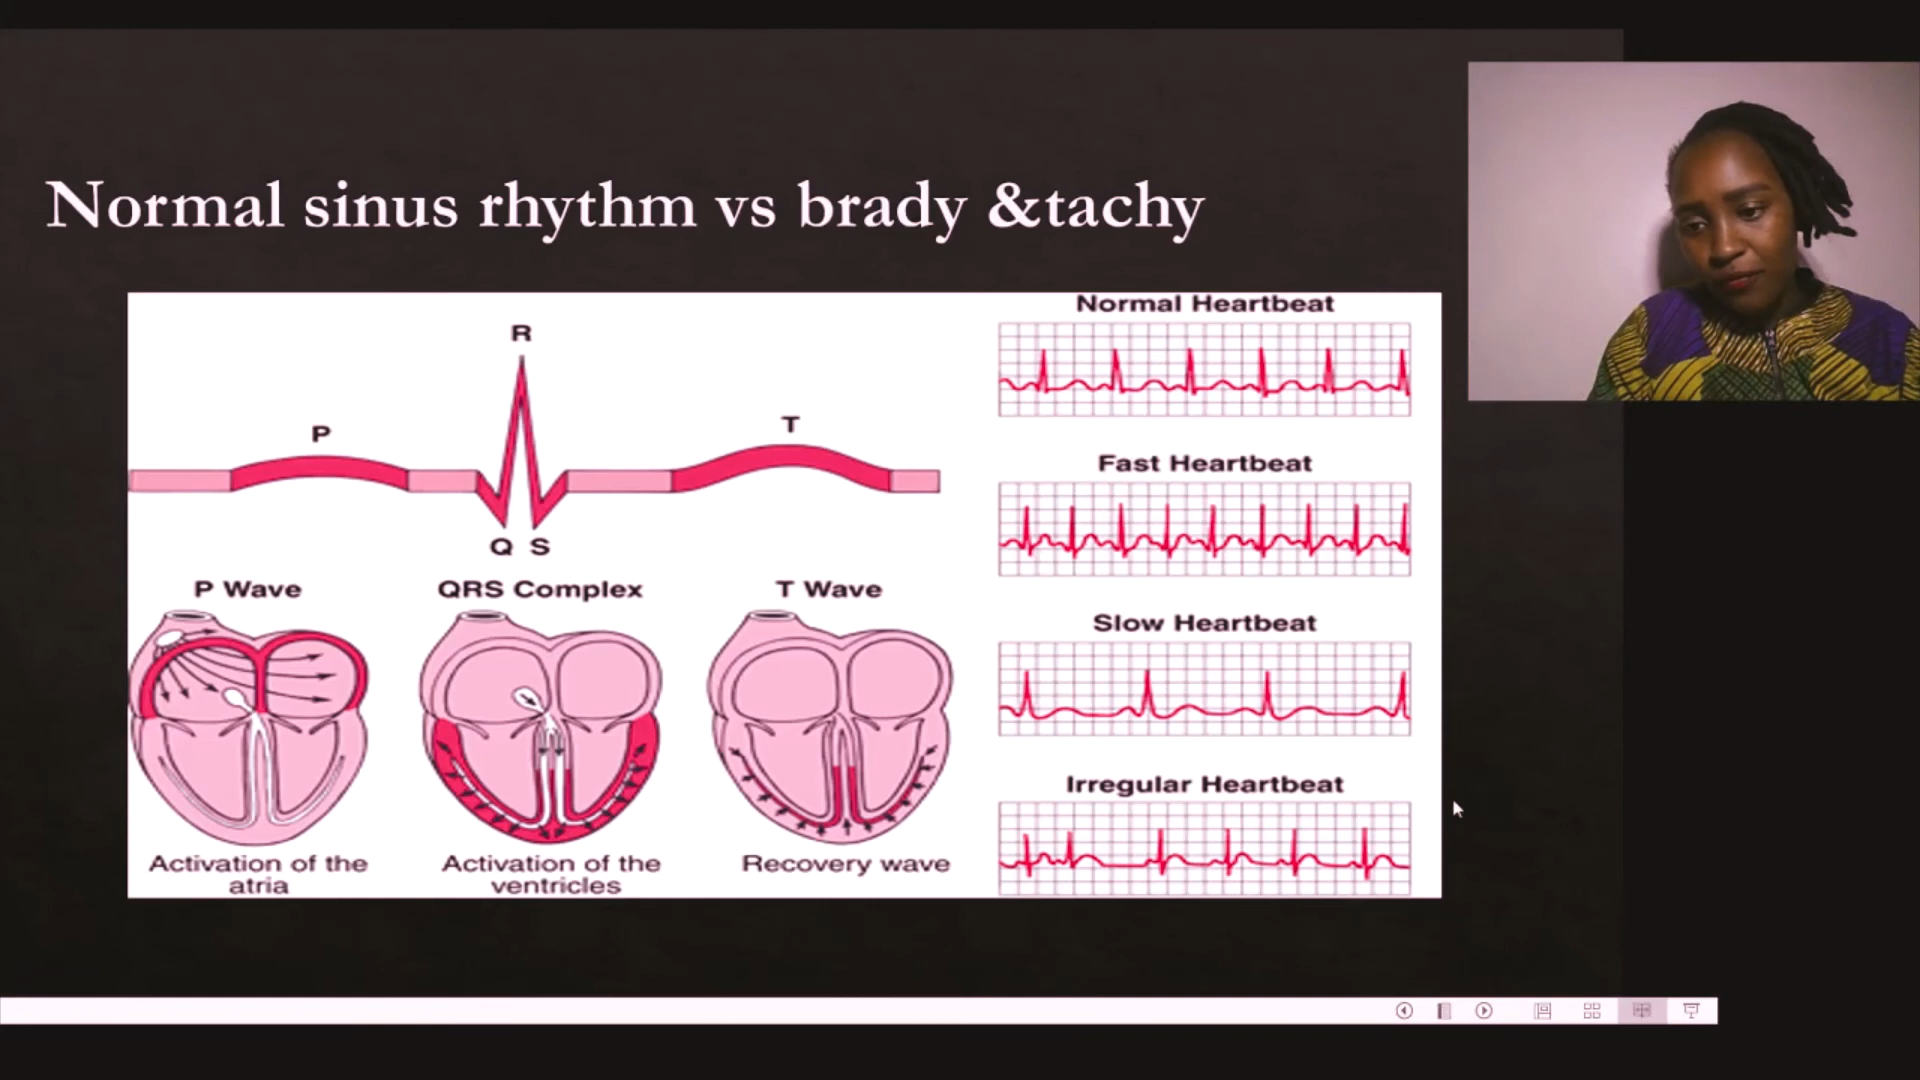 Normal sinus rhythm vs brady &tachy
R
P
T
Q S
P Wave
QRS Complex
T Wave
Activation of the
atria
Activation of the
ventricles
Recovery wave
Normal Heartbeat
Fast Heartbeat
Slow Heartbeat
Irregular Heartbeat